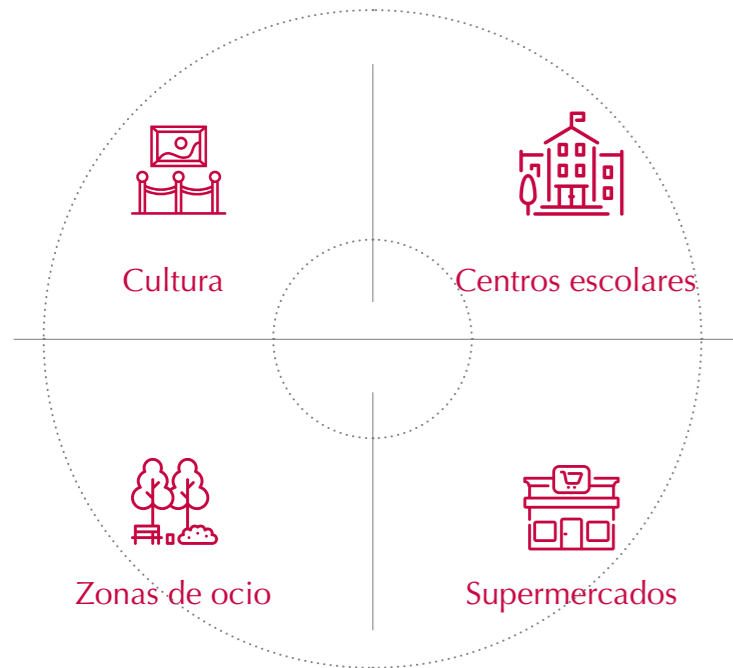 Cultura
Centros escolares
Zonas de ocio
Supermercados